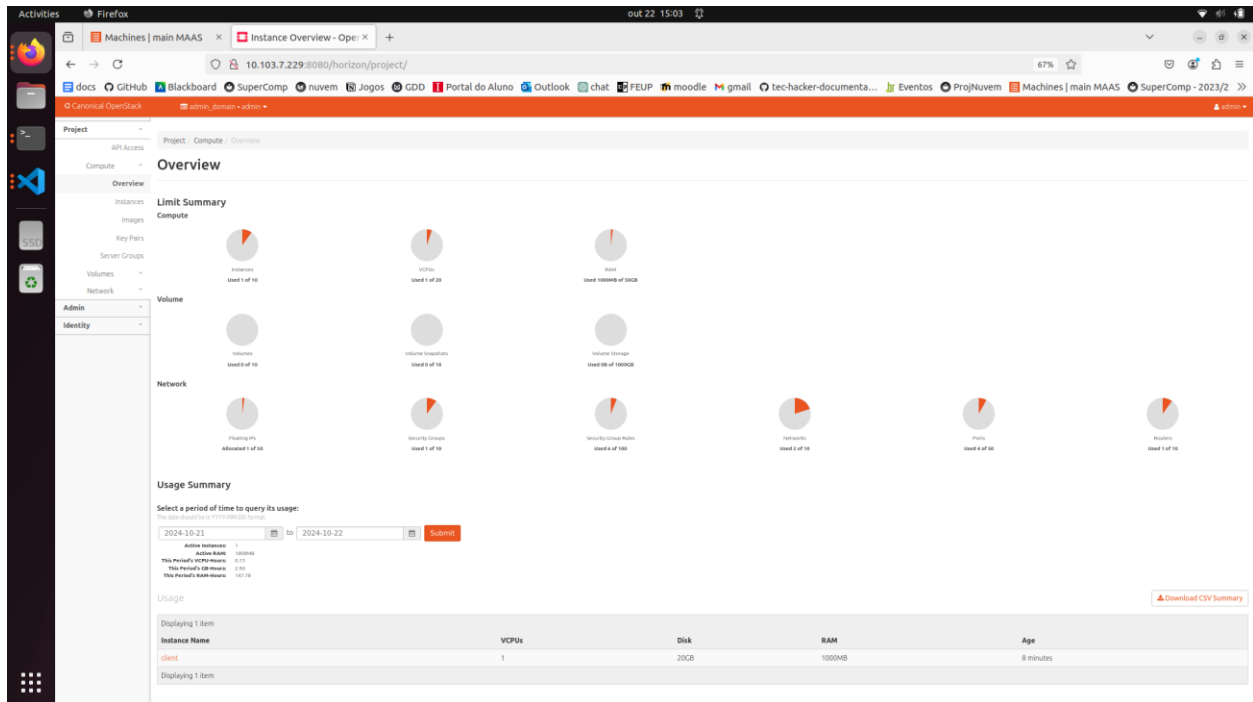 Activities Firefox out 22 15:03
Machines | main MAAS × Instance Overview - Ope: × +
10.103.7.229:8080/horizon/project/ 67%
docs GitHub Blackboard SuperComp nuvem Jogos GDD Portal do Aluno Outlook chat FEUP moodle gmail tec-hacker-documenta... Eventos ProjNuvem Machines | main MAAS SuperComp - 2023/2 >>
Canonical OpenStack admin_domain • admin admin
Project
API Access
Compute
Overview
Instances
Images
Key Pairs
Server Groups
Volumes
Network
Admin
Identity
SSD
Project / Compute / Overview
Overview
Limit Summary
Compute
Instances VCPUs RAM
Used 1 of 10 Used 1 of 20 Used 1000MB of 50GB
Volume
Volumes Volume Snapshots Volume Storage
Used 0 of 10 Used 0 of 10 Used 0B of 1000GB
Network
Floating IPs Security Groups Security Group Rules Networks Ports Routers
Allocated 1 of 50 Used 1 of 10 Used 6 of 100 Used 2 of 10 Used 4 of 50 Used 1 of 10
Usage Summary
Select a period of time to query its usage:
The date should be in YYYY-MM-DD format.
2024-10-21 to 2024-10-22 Submit
Active Instances: 1
Active RAM: 1000MB
This Period's VCPU-Hours:
This Period's GB-Hours:
This Period's RAM-Hours:
Usage Download CSV Summary
Displaying 1 item
Instance Name VCPUs Disk RAM Age
client 1 20GB 1000MB 8 minutes
Displaying 1 item